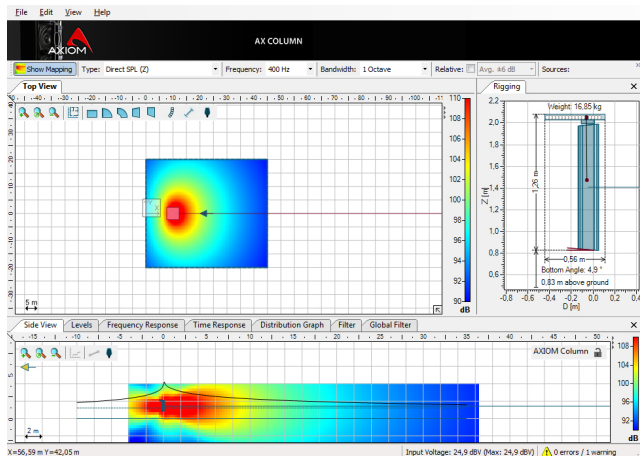 File Edit View Help
AXIOM
AX COLUMN
Show Mapping Type: Direct SPL (Z) Frequency: 400 Hz Bandwidth: 1 Octave Relative: Avg. ±6 dB Sources:
Top View
Rigging
110
108
106
104
102
100
98
96
94
92
90
dB
5 m
2,2
2,0
1,8
1,6
1,4
1,2
1,0
0,8
0,6
Z [m]
Weight: 16,85 kg
1,26 m
0,56 m
Bottom Angle: 4,9 °
0,83 m above ground
-0,8 -0,6 -0,4 -0,2 0,0 0,2 0,4
D [m]
Side View Levels Frequency Response Time Response Distribution Graph Filter Global Filter
-15 -10 -5 0 5 10 15 20 25 30 35 40 45 50
AXIOM Column
108
104
100
96
92
dB
2 m
X=56,59 m Y=42,05 m
Input Voltage: 24,9 dBV (Max: 24,9 dBV) 0 errors / 1 warning